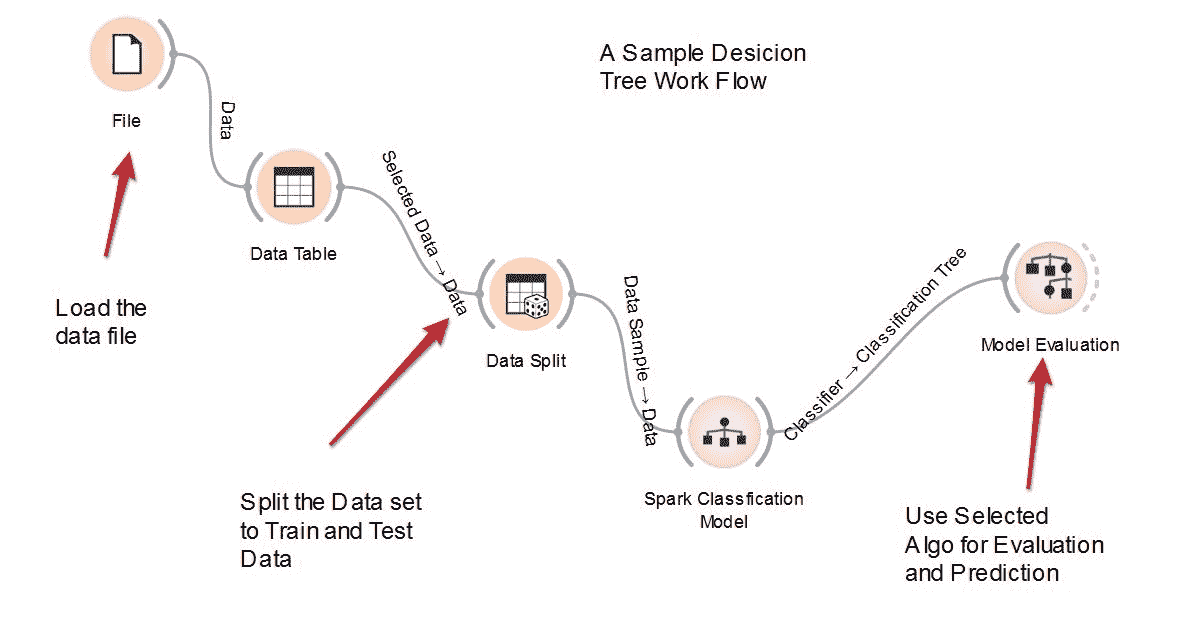 A Sample Desicion
Tree Work Flow
File
Data
Data Table
Selected Data → Data
Load the
data file
Data Split
Data Sample → Data
Split the Data set
to Train and Test
Data
Spark Classfication
Model
Classifier → Classification Tree
Model Evaluation
Use Selected
Algo for Evaluation
and Prediction